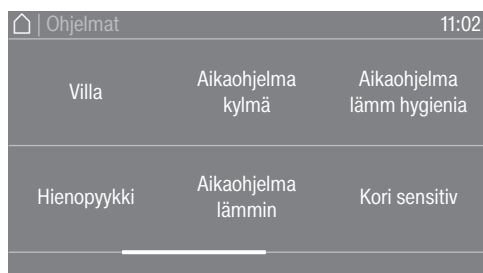 | Ohjelmat 11:02
Villa
Aikaohjelma
kylmä
Aikaohjelma
lämm hygienia
Hienopyykki
Aikaohjelma
lämmin
Kori sensitiv